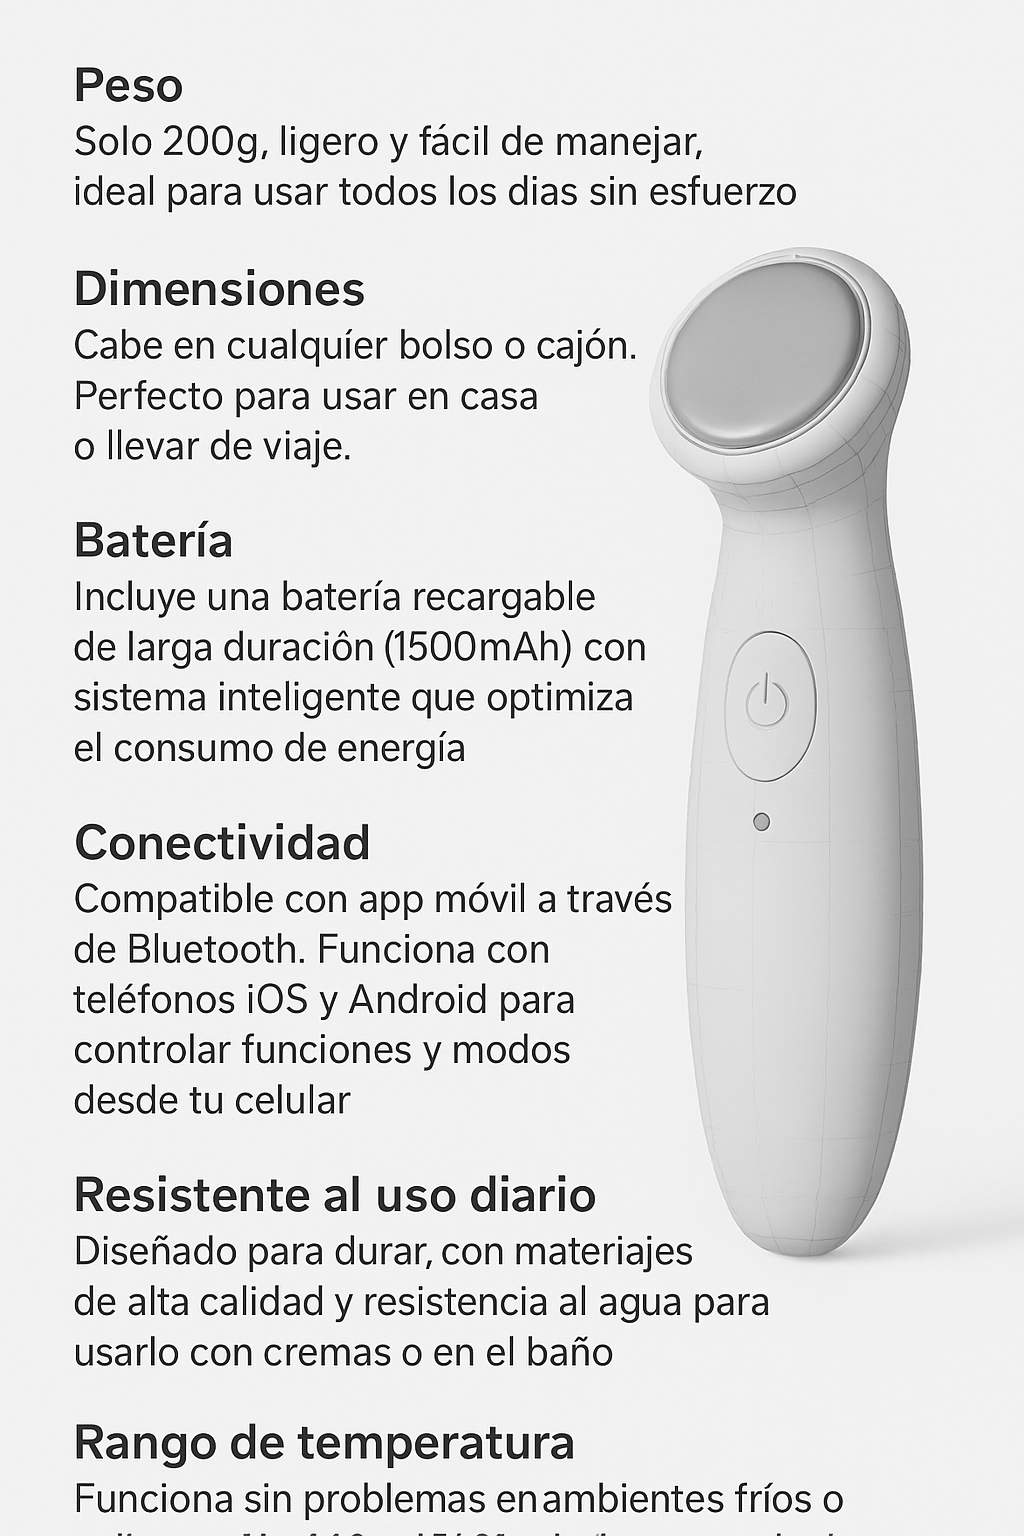 Peso
Solo 200g, ligero y fácil de manejar,
ideal para usar todos los dias sin esfuerzo
Dimensiones
Cabe en cualquíer bolso o cajón.
Perfecto para usar en casa
o llevar de viaje.
Batería
Incluye una batería recargable
de larga duraciôn (1500mAh) con
sistema inteligente que optimiza
el consumo de energía
Conectividad
Compatible con app móvil a través
de Bluetooth. Funciona con
teléfonos iOS y Android para
controlar funciones y modos
desde tu celular
Resistente al uso diario
Diseñado para durar, con materiajes
de alta calidad y resistencia al agua para
usarlo con cremas o en el baño
Rango de temperatura
Funciona sin problemas en ambientes fríos o